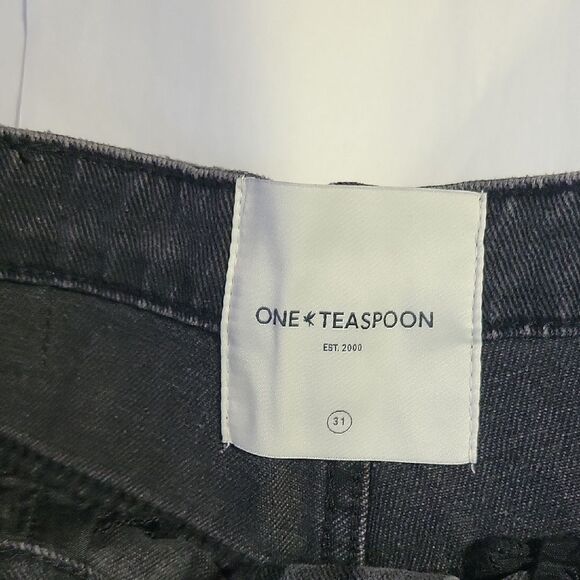 ONE TEASPOON
EST. 2000
31